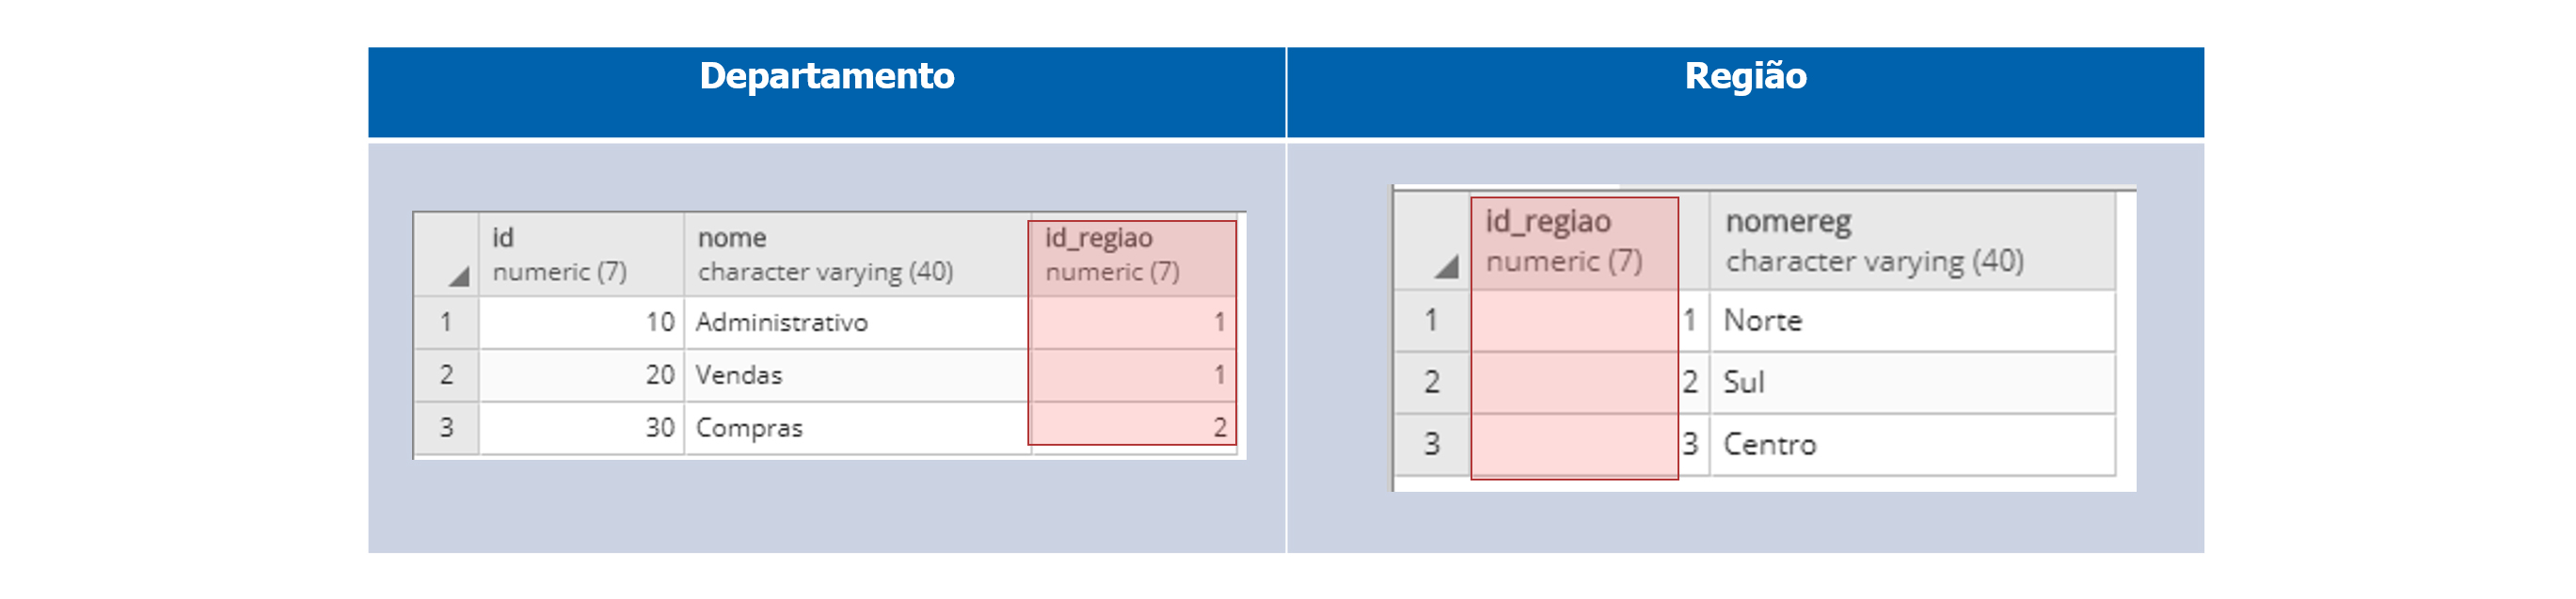 Departamento
Região
id
nome
id_regiao
numeric (7)
character varying (40)
numeric (7)
1
10
Administrativo
1
2
20
Vendas
1
3
30
Compras
2
id_regiao
nomereg
numeric (7)
character varying (40)
1
1
Norte
2
2
Sul
3
3
Centro